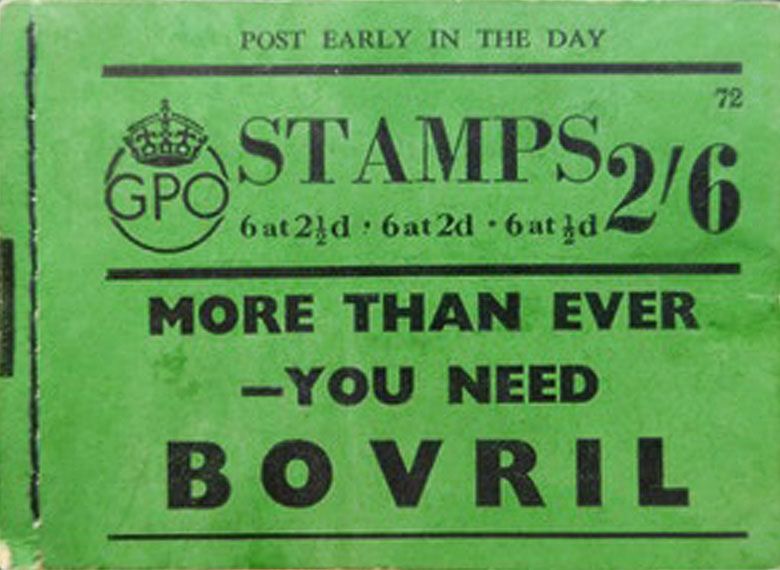 POST EARLY IN THE DAY
72
GPO STAMPS 2/6
6 at 2½d · 6 at 2d · 6 at ½d
MORE THAN EVER
—YOU NEED
BOVRIL